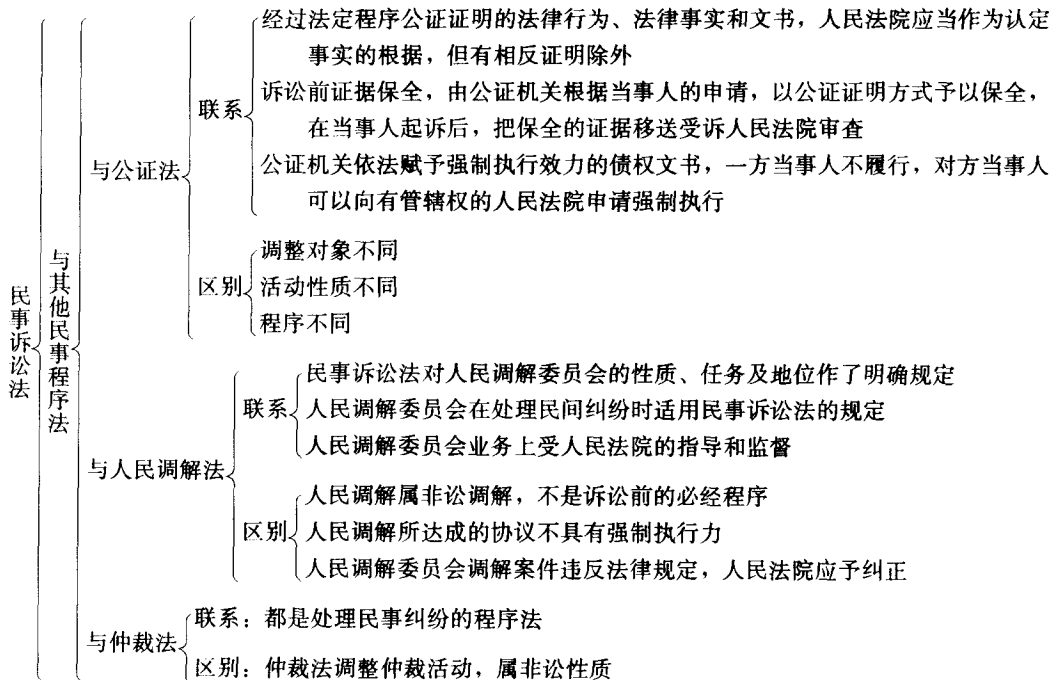 民事诉讼法
与其他民事程序法
与公证法
联系
经过法定程序公证证明的法律行为、法律事实和文书，人民法院应当作为认定
事实的根据，但有相反证明除外
诉讼前证据保全，由公证机关根据当事人的申请，以公证证明方式予以保全，
在当事人起诉后，把保全的证据移送受诉人民法院审查
公证机关依法赋予强制执行效力的债权文书，一方当事人不履行，对方当事人
可以向有管辖权的人民法院申请强制执行
区别
调整对象不同
活动性质不同
程序不同
与人民调解法
联系
民事诉讼法对人民调解委员会的性质、任务及地位作了明确规定
人民调解委员会在处理民间纠纷时适用民事诉讼法的规定
人民调解委员会业务上受人民法院的指导和监督
区别
人民调解属非讼调解，不是诉讼前的必经程序
人民调解所达成的协议不具有强制执行力
人民调解委员会调解案件违反法律规定，人民法院应予纠正
与仲裁法
联系：都是处理民事纠纷的程序法
区别：仲裁法调整仲裁活动，属非讼性质